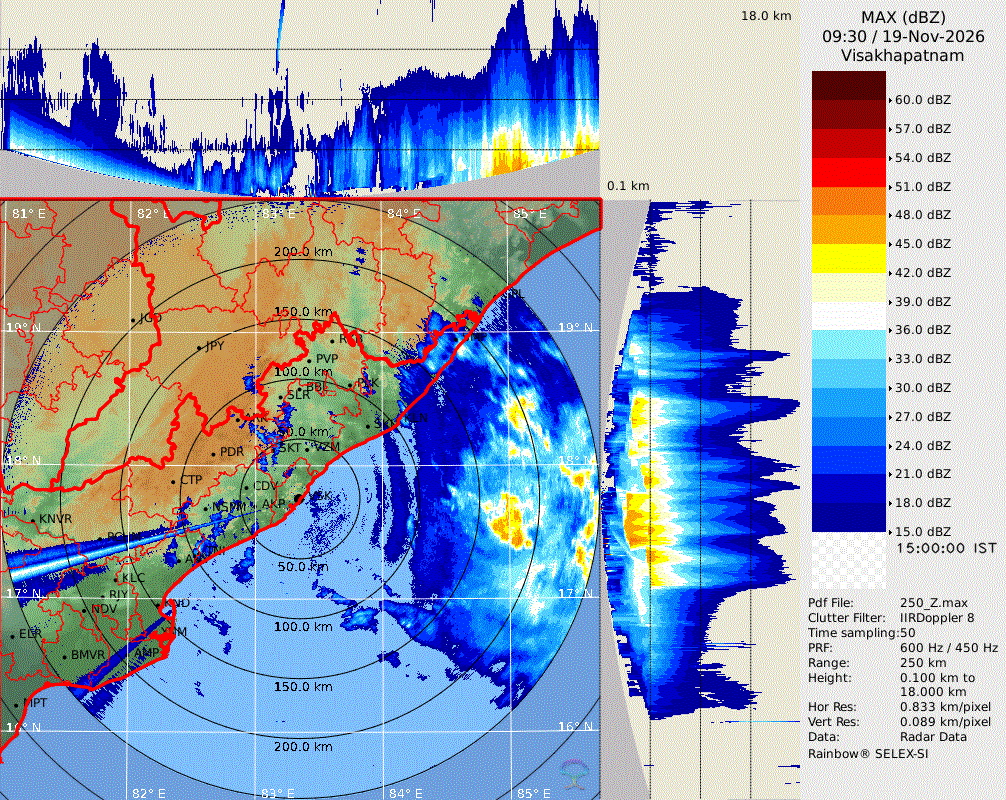 18.0 km
MAX (dBZ)
09:30 / 19-Nov-2026
Visakhapatnam
60.0 dBZ
57.0 dBZ
54.0 dBZ
51.0 dBZ
48.0 dBZ
45.0 dBZ
42.0 dBZ
39.0 dBZ
36.0 dBZ
33.0 dBZ
30.0 dBZ
27.0 dBZ
24.0 dBZ
21.0 dBZ
18.0 dBZ
15.0 dBZ
15:00:00 IST
0.1 km
81° E
82° E
83° E
84° E
85° E
200.0 km
150.0 km
JGD
19° N
19° N
JPY
PVP
100.0 km
BBL
SLR
VZM
SKT
PDR
18° N
18° N
CTP
CDV
AKP
KNVR
50.0 km
KLC
RJY
17° N
17° N
NDV
KND
100.0 km
ELR
BMVR
AMP
150.0 km
MPT
16° N
16° N
200.0 km
82° E
83° E
84° E
85° E
Pdf File: 250_Z.max
Clutter Filter: IIRDoppler 8
Time sampling:50
PRF: 600 Hz / 450 Hz
Range: 250 km
Height: 0.100 km to
18.000 km
Hor Res: 0.833 km/pixel
Vert Res: 0.089 km/pixel
Data: Radar Data
Rainbow® SELEX-SI